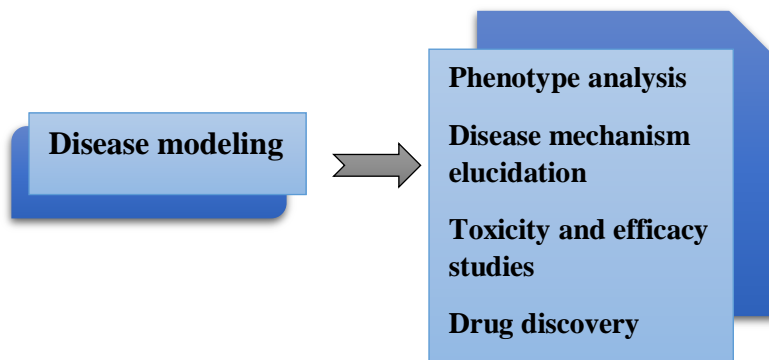 Disease modeling
Phenotype analysis
Disease mechanism
elucidation
Toxicity and efficacy
studies
Drug discovery